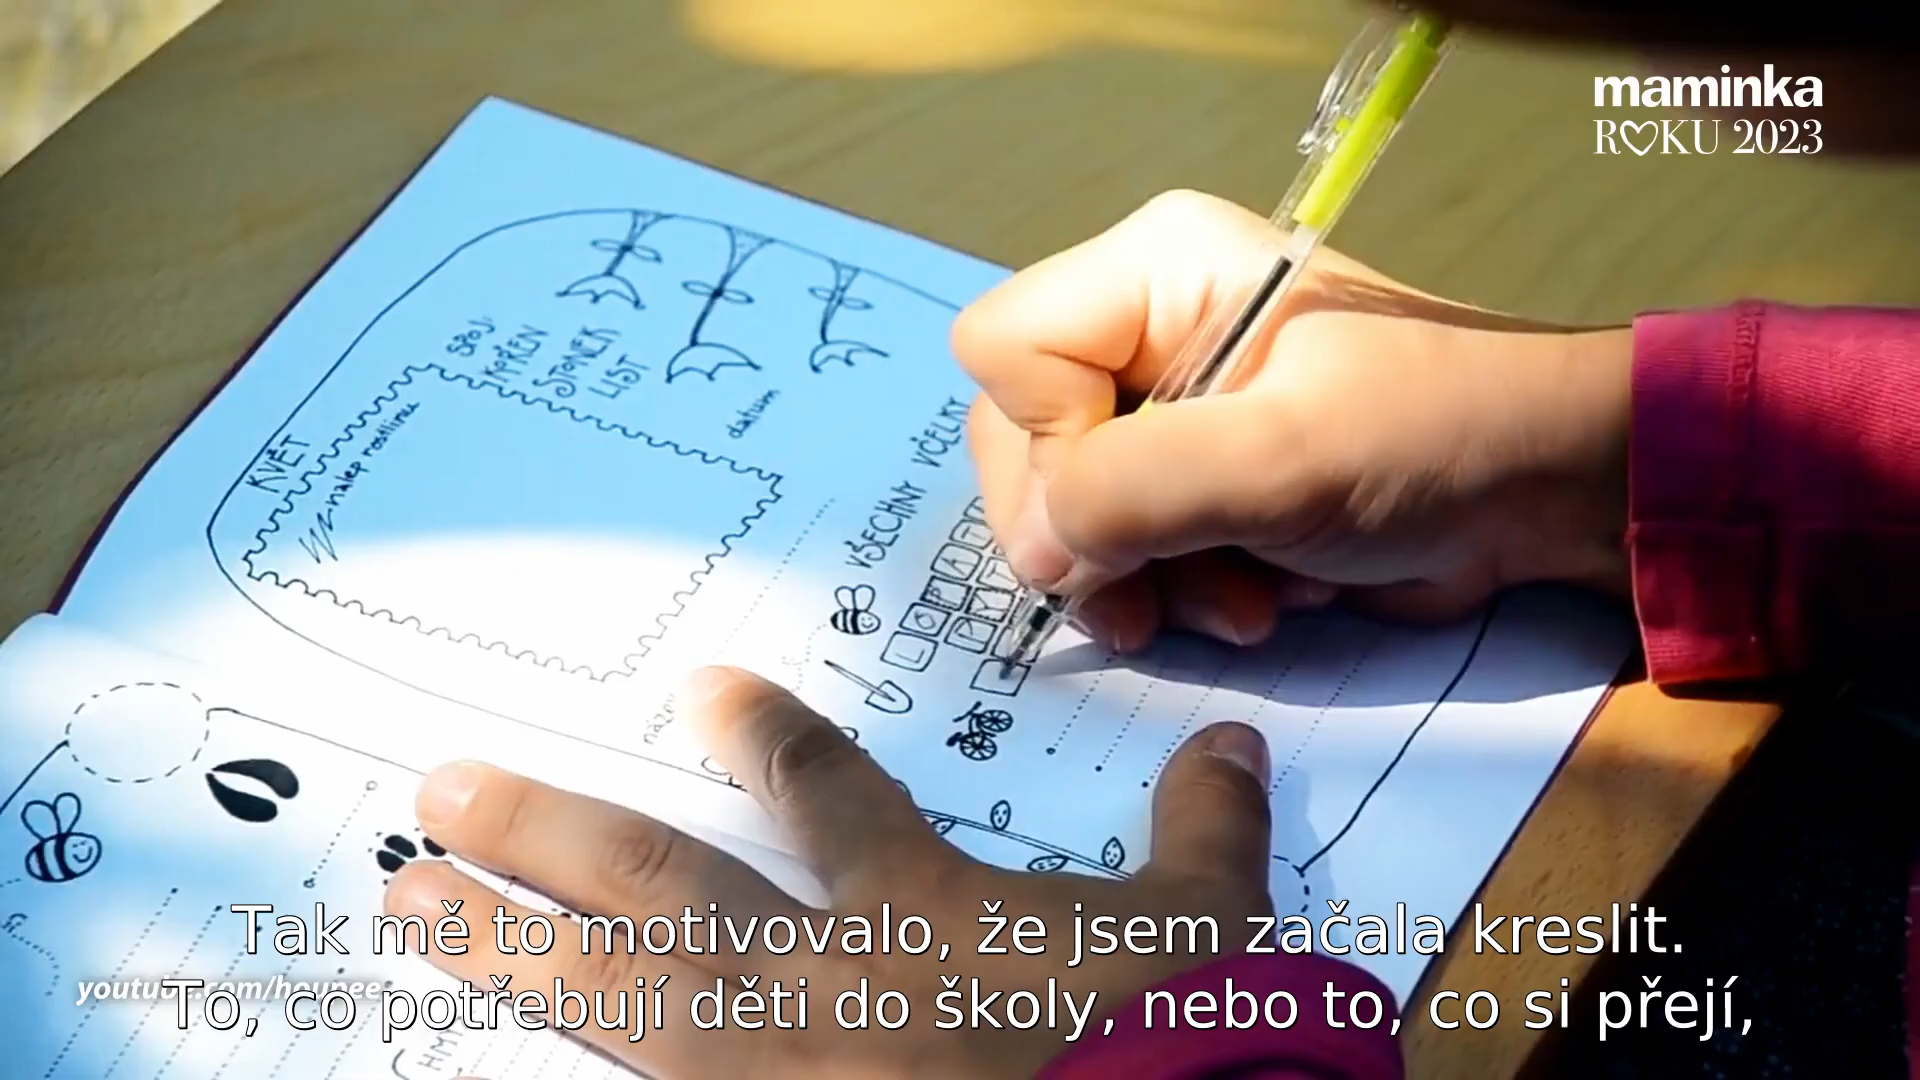 maminka
ROKU 2023
SPOJ
KOŘEN
STONEK
LIST
KVĚT
nalep rostlinu
datum
VŠECHNY VČELKY
Tak mě to motivovalo, že jsem začala kreslit.
To, co potřebují děti do školy, nebo to, co si přejí,